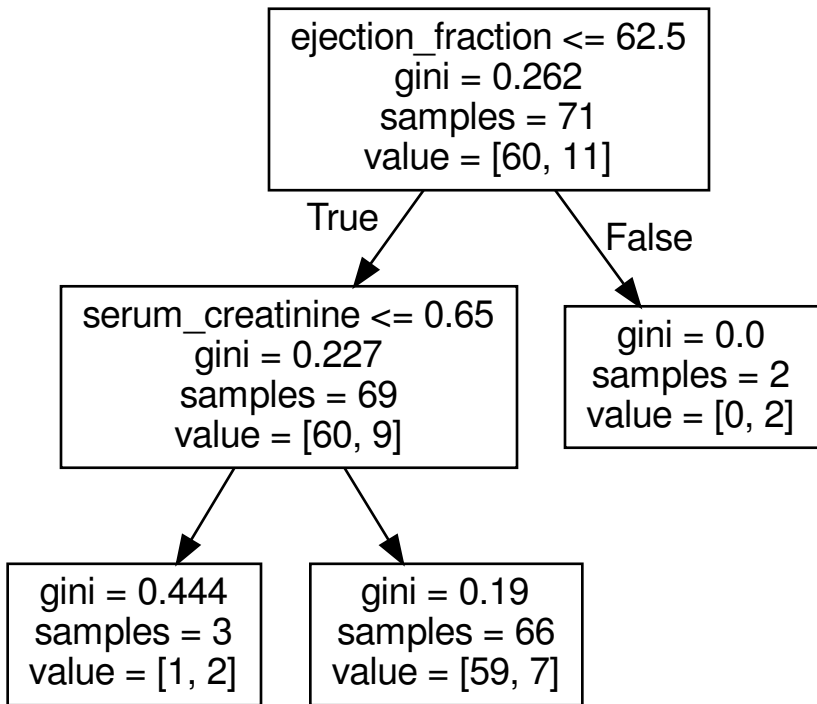 ejection_fraction <= 62.5
gini = 0.262
samples = 71
value = [60, 11]
True
False
serum_creatinine <= 0.65
gini = 0.227
samples = 69
value = [60, 9]
gini = 0.0
samples = 2
value = [0, 2]
gini = 0.444
samples = 3
value = [1, 2]
gini = 0.19
samples = 66
value = [59, 7]